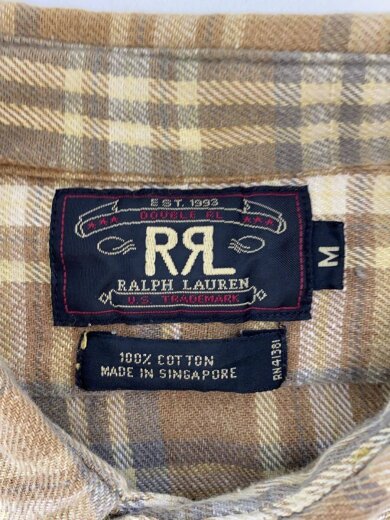 EST. 1993
DOUBLE RL
RRL
RALPH LAUREN
U.S. TRADEMARK
M
100% COTTON
MADE IN SINGAPORE
RN41381